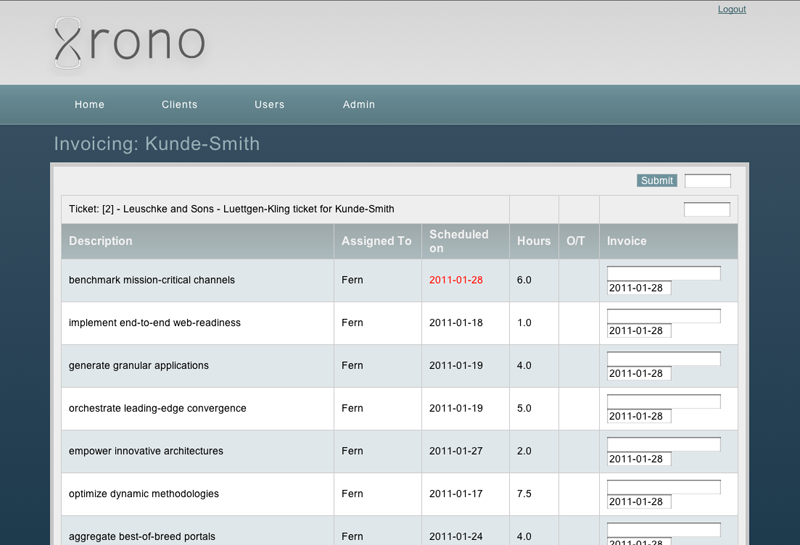 Logout
Xrono
Home Clients Users Admin
Invoicing: Kunde-Smith
Submit
Ticket: [2] - Leuschke and Sons - Luettgen-Kling ticket for Kunde-Smith
Description Assigned To Scheduled on Hours O/T Invoice
benchmark mission-critical channels Fern 2011-01-28 6.0
2011-01-28
implement end-to-end web-readiness Fern 2011-01-18 1.0
2011-01-28
generate granular applications Fern 2011-01-19 4.0
2011-01-28
orchestrate leading-edge convergence Fern 2011-01-19 5.0
2011-01-28
empower innovative architectures Fern 2011-01-27 2.0
2011-01-28
optimize dynamic methodologies Fern 2011-01-17 7.5
2011-01-28
aggregate best-of-breed portals Fern 2011-01-24 4.0
2011-01-28